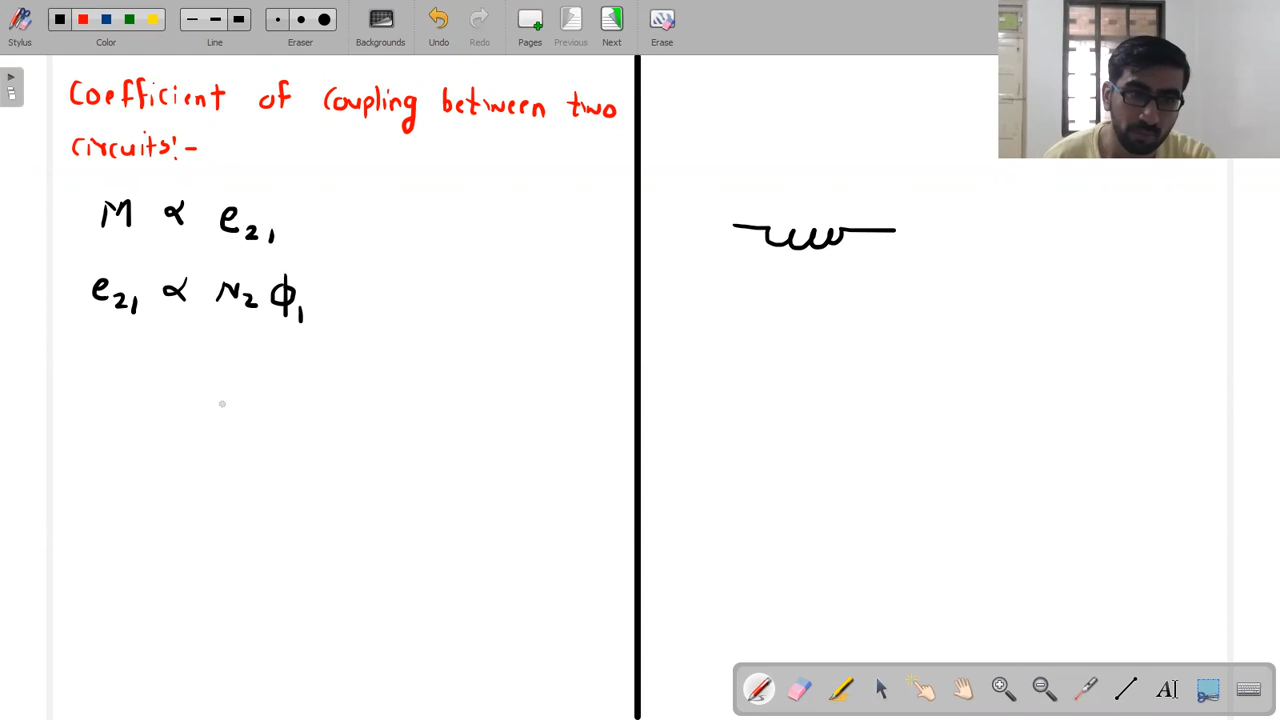 Stylus
Color
Line
Eraser
Backgrounds
Undo
Redo
Pages
Previous
Next
Erase
Coefficient of coupling between two
circuits:-
M ∝ e₂₁
e₂₁ ∝ N₂ ϕ₁
AI